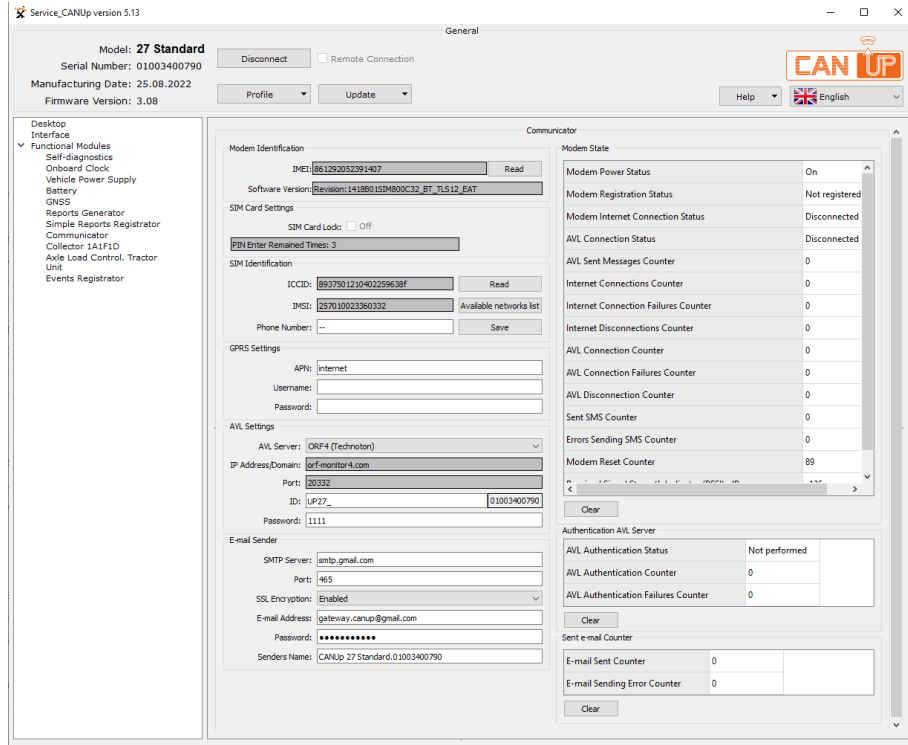 Service_CANUp version 5.13
General
Model: 27 Standard
Serial Number: 01003400790
Manufacturing Date: 25.08.2022
Firmware Version: 3.08
Disconnect
Remote Connection
Profile
Update
Help
English
CAN UP
Desktop
Interface
Functional Modules
Self-diagnostics
Onboard Clock
Vehicle Power Supply
Battery
GNSS
Reports Generator
Simple Reports Registrator
Communicator
Collector 1A1F1D
Axle Load Control. Tractor
Unit
Events Registrator
Communicator
Modem Identification
IMEI: 861292052391407 Read
Software Version: Revision:1418B01SIM800C32_BT_TLS12_EAT
SIM Card Settings
SIM Card Lock: Off
PIN Enter Remained Times: 3
SIM Identification
ICCID: 8937501210402259638f Read
IMSI: 257010023360332 Available networks list
Phone Number: -- Save
GPRS Settings
APN: internet
Username:
Password:
AVL Settings
AVL Server: ORF4 (Technoton)
IP Address/Domain: orf-monitor4.com
Port: 20332
ID: UP27_ 01003400790
Password: 1111
E-mail Sender
SMTP Server: smtp.gmail.com
Port: 465
SSL Encryption: Enabled
E-mail Address: gateway.canup@gmail.com
Password: ●●●●●●●●●●●
Senders Name: CANUp 27 Standard.01003400790
Modem State
Modem Power Status On
Modem Registration Status Not registered
Modem Internet Connection Status Disconnected
AVL Connection Status Disconnected
AVL Sent Messages Counter 0
Internet Connections Counter 0
Internet Connection Failures Counter 0
Internet Disconnections Counter 0
AVL Connection Counter 0
AVL Connection Failures Counter 0
AVL Disconnection Counter 0
Sent SMS Counter 0
Errors Sending SMS Counter 0
Modem Reset Counter 89
Clear
Authentication AVL Server
AVL Authentication Status Not performed
AVL Authentication Counter 0
AVL Authentication Failures Counter 0
Clear
Sent e-mail Counter
E-mail Sent Counter 0
E-mail Sending Error Counter 0
Clear